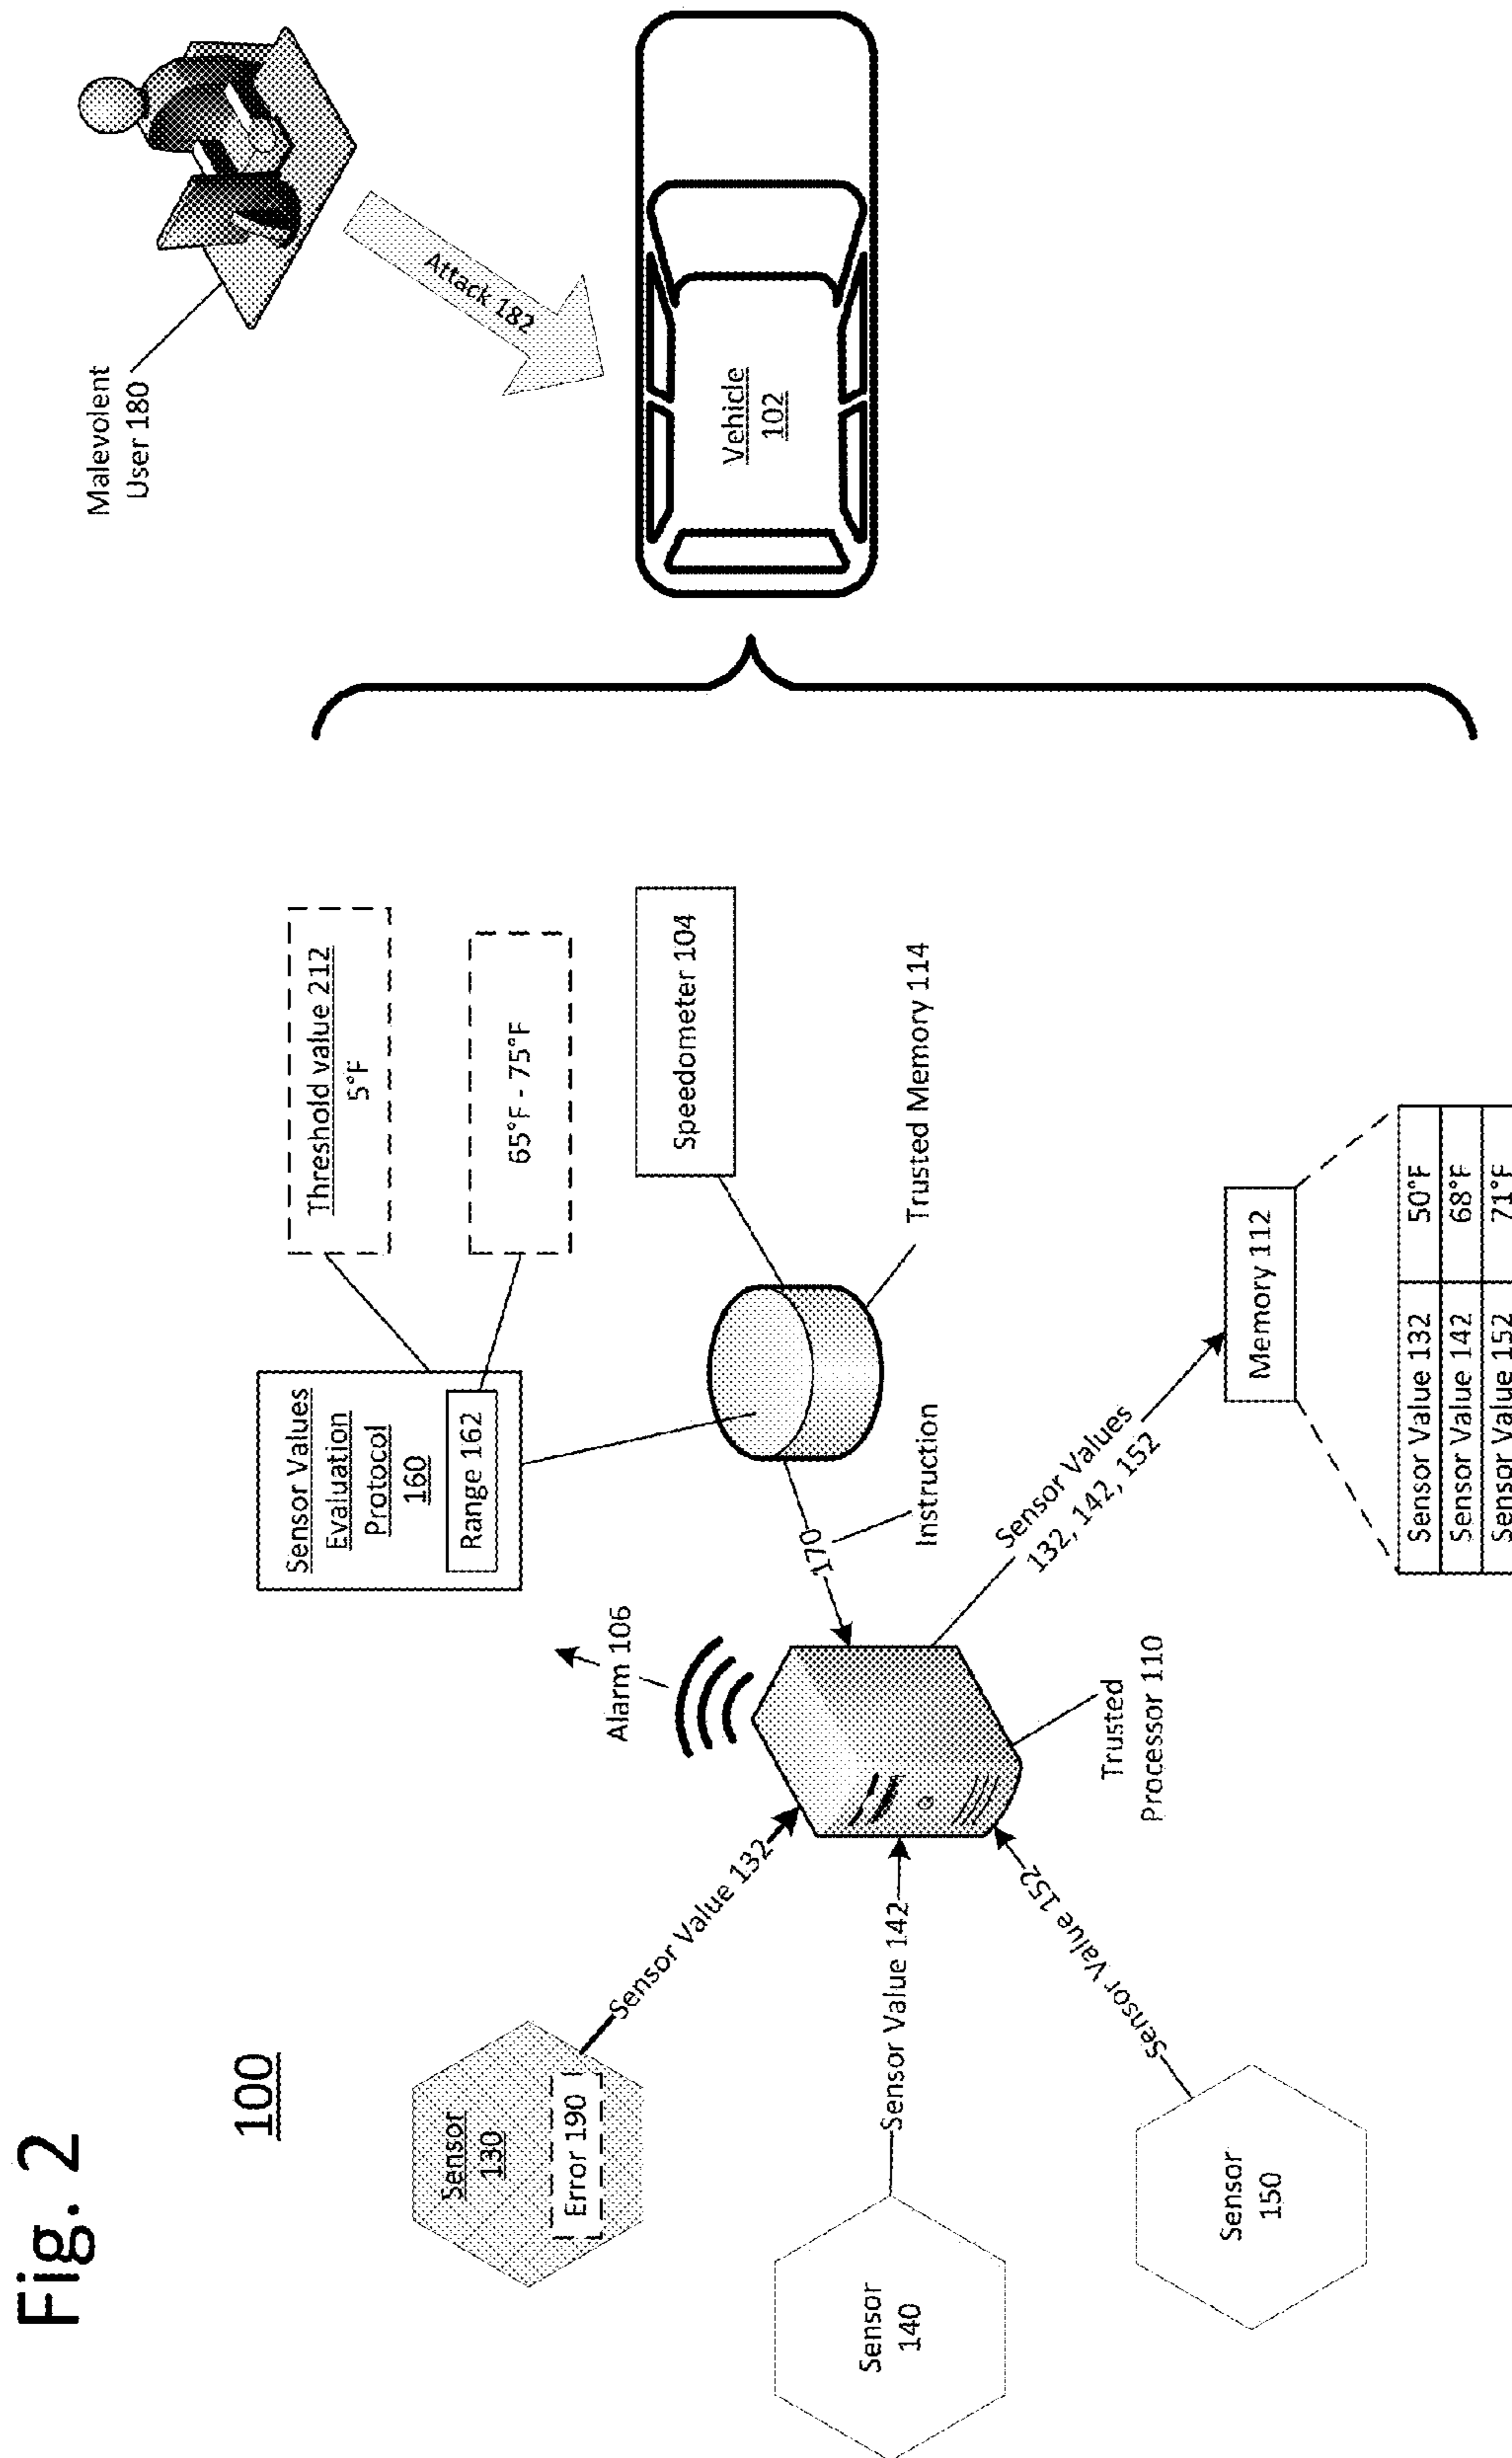 Fig. 2
100
Malevolent
User 180
Attack 182
Vehicle
102
Sensor Values
Evaluation
Protocol
160
Range 162
Threshold value 212
5°F
65°F - 75°F
Speedometer 104
Trusted Memory 114
Alarm 106
170
Instruction
Sensor
130
Error 190
Sensor Value 132
Sensor
140
Sensor Value 142
Sensor
150
Sensor Value 152
Trusted
Processor 110
Sensor Values
132, 142, 152
Memory 112
Sensor Value 132 50°F
Sensor Value 142 68°F
Sensor Value 152 71°F